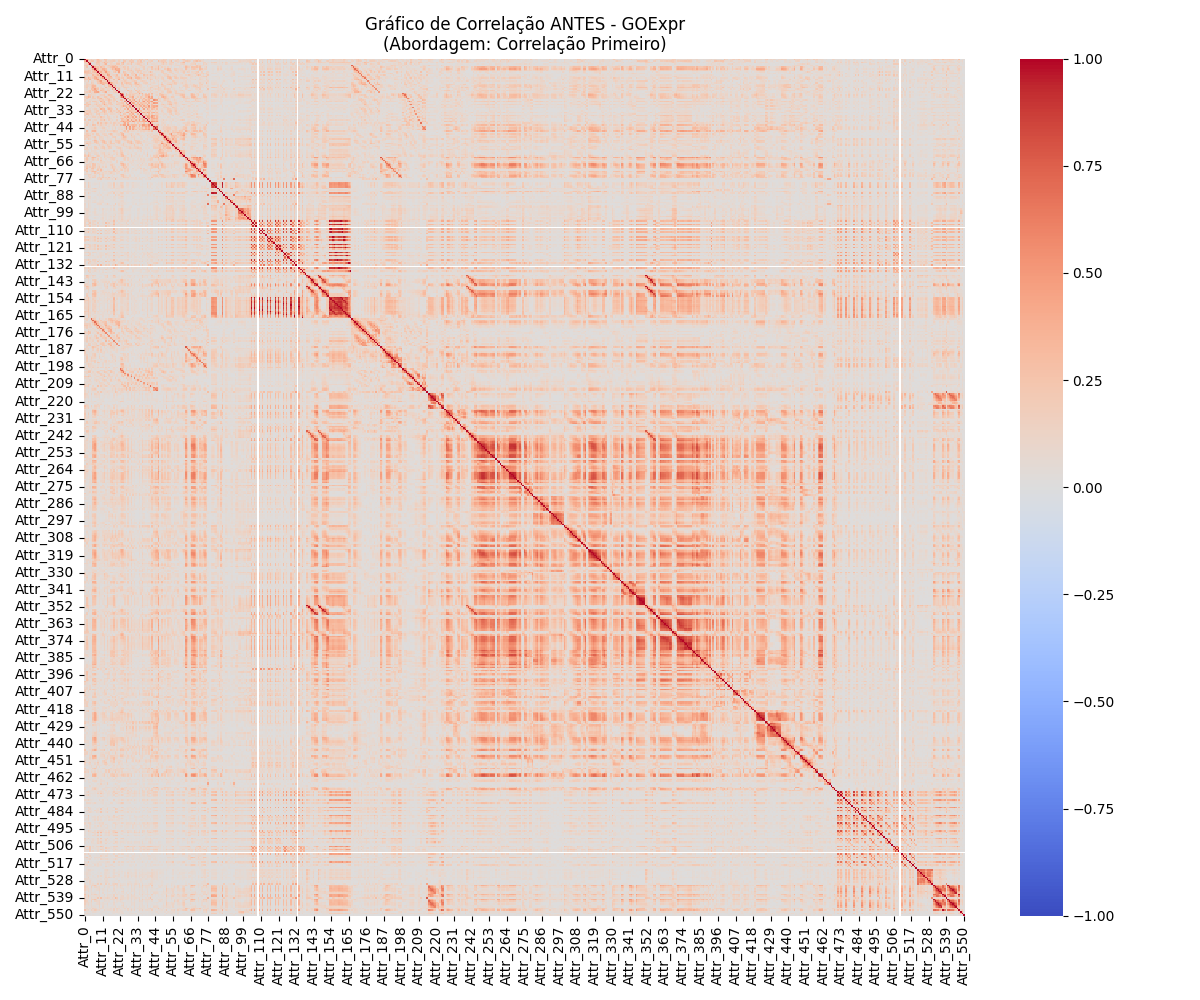 Gráfico de Correlação ANTES - GOExpr
(Abordagem: Correlação Primeiro)
Attr_0
Attr_11
Attr_22
Attr_33
Attr_44
Attr_55
Attr_66
Attr_77
Attr_88
Attr_99
Attr_110
Attr_121
Attr_132
Attr_143
Attr_154
Attr_165
Attr_176
Attr_187
Attr_198
Attr_209
Attr_220
Attr_231
Attr_242
Attr_253
Attr_264
Attr_275
Attr_286
Attr_297
Attr_308
Attr_319
Attr_330
Attr_341
Attr_352
Attr_363
Attr_374
Attr_385
Attr_396
Attr_407
Attr_418
Attr_429
Attr_440
Attr_451
Attr_462
Attr_473
Attr_484
Attr_495
Attr_506
Attr_517
Attr_528
Attr_539
Attr_550
Attr_0
Attr_11
Attr_22
Attr_33
Attr_44
Attr_55
Attr_66
Attr_77
Attr_88
Attr_99
Attr_110
Attr_121
Attr_132
Attr_143
Attr_154
Attr_165
Attr_176
Attr_187
Attr_198
Attr_209
Attr_220
Attr_231
Attr_242
Attr_253
Attr_264
Attr_275
Attr_286
Attr_297
Attr_308
Attr_319
Attr_330
Attr_341
Attr_352
Attr_363
Attr_374
Attr_385
Attr_396
Attr_407
Attr_418
Attr_429
Attr_440
Attr_451
Attr_462
Attr_473
Attr_484
Attr_495
Attr_506
Attr_517
Attr_528
Attr_539
Attr_550
1.00
0.75
0.50
0.25
0.00
−0.25
−0.50
−0.75
−1.00